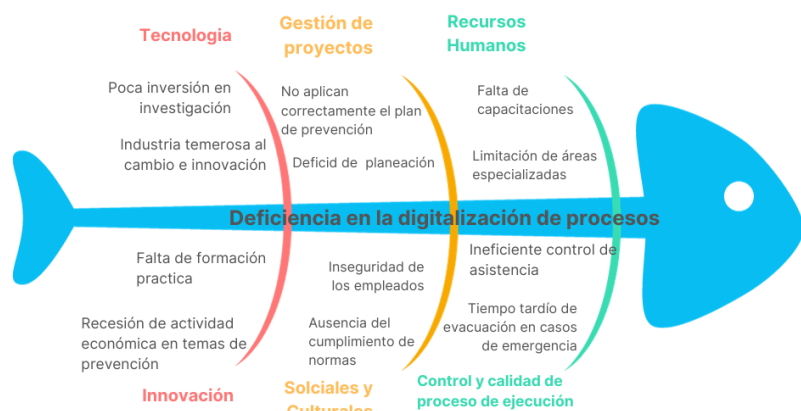 Tecnologia
Gestión de
proyectos
Recursos
Humanos
Poca inversión en
investigación
Industria temerosa al
cambio e innovación
No aplican
correctamente el plan
de prevención
Deficid de planeación
Falta de
capacitaciones
Limitación de áreas
especializadas
Deficiencia en la digitalización de procesos
Falta de formación
practica
Recesión de actividad
económica en temas de
prevención
Inseguridad de
los empleados
Ausencia del
cumplimiento de
normas
Ineficiente control de
asistencia
Tiempo tardío de
evacuación en casos
de emergencia
Innovación
Solciales y
Culturales
Control y calidad de
proceso de ejecución